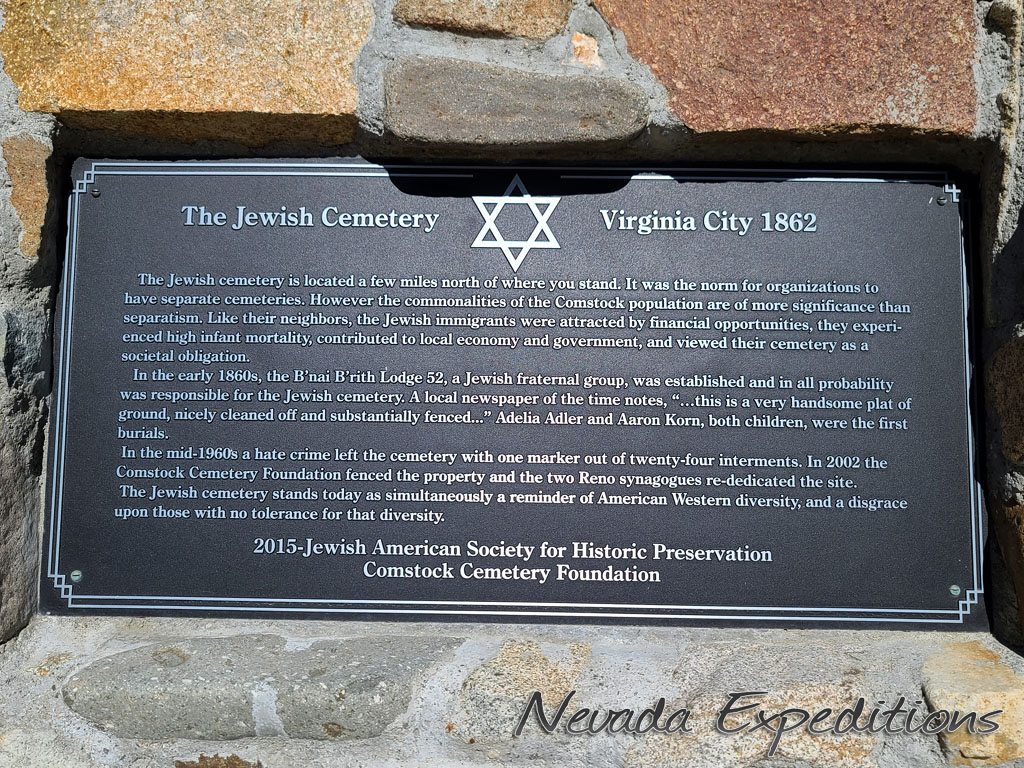 The Jewish Cemetery Virginia City 1862
The Jewish cemetery is located a few miles north of where you stand. It was the norm for organizations to
have separate cemeteries. However the commonalities of the Comstock population are of more significance than
separatism. Like their neighbors, the Jewish immigrants were attracted by financial opportunities, they experi-
enced high infant mortality, contributed to local economy and government, and viewed their cemetery as a
societal obligation.
In the early 1860s, the B'nai B'rith Lodge 52, a Jewish fraternal group, was established and in all probability
was responsible for the Jewish cemetery. A local newspaper of the time notes, “...this is a very handsome plat of
ground, nicely cleaned off and substantially fenced...” Adelia Adler and Aaron Korn, both children, were the first
burials.
In the mid-1960s a hate crime left the cemetery with one marker out of twenty-four interments. In 2002 the
Comstock Cemetery Foundation fenced the property and the two Reno synagogues re-dedicated the site.
The Jewish cemetery stands today as simultaneously a reminder of American Western diversity, and a disgrace
upon those with no tolerance for that diversity.
2015-Jewish American Society for Historic Preservation
Comstock Cemetery Foundation
Nevada Expeditions